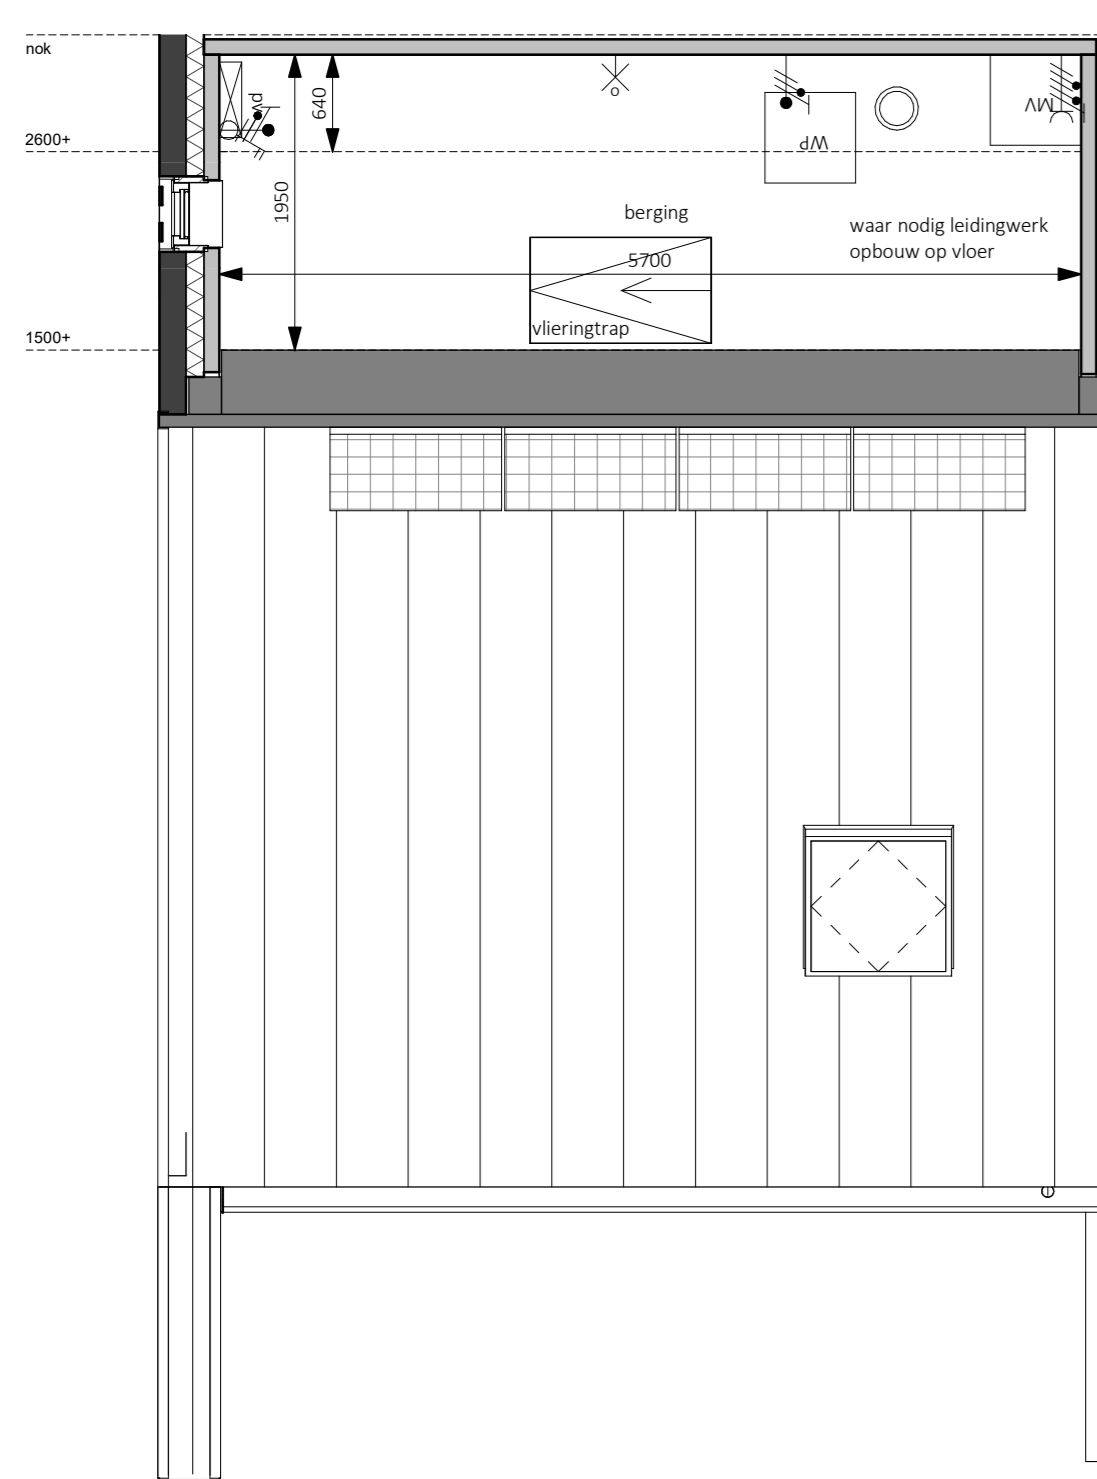 nok
640
pv
MV
2600+
WP
1950
berging
waar nodig leidingwerk
opbouw op vloer
5700
vlieringtrap
1500+